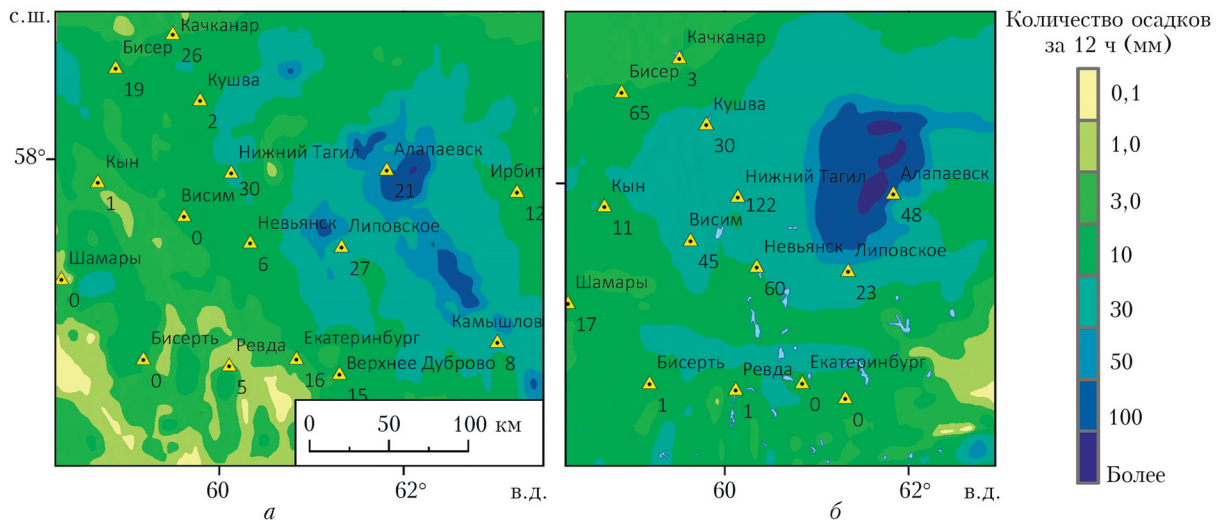 с.ш.
Качканар
26
Бисер
19
Кушва
2
58°
Нижний Тагил
30
Алапаевск
21
Ирбит
12
Кын
1
Висим
0
Невьянск
6
Липовское
27
Шамары
0
Камышлов
8
Бисерть
0
Ревда
5
Екатеринбург
16
Верхнее Дуброво
15
0 50 100 км
60 62° в.д.
а
Качканар
3
Бисер
65
Кушва
30
Кын
11
Нижний Тагил
122
Алапаевск
48
Висим
45
Невьянск
60
Липовское
23
Шамары
17
Бисерть
1
Ревда
1
Екатеринбург
0
0
60 62° в.д.
б
Количество осадков
за 12 ч (мм)
0,1
1,0
3,0
10
30
50
100
Более